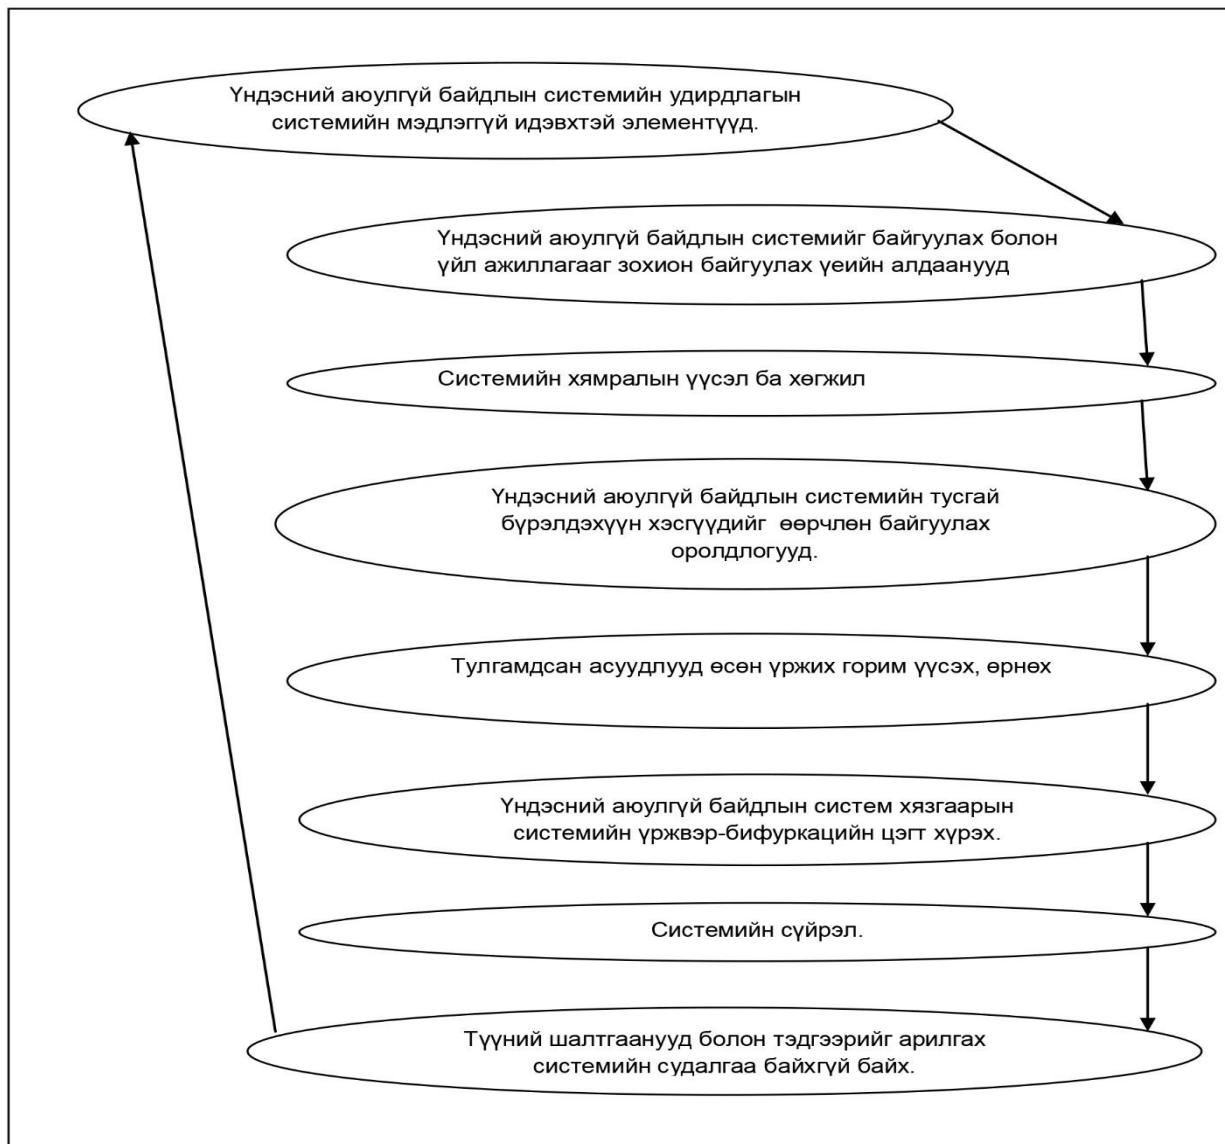 Үндэсний аюулгүй байдлын системийн удирдлагын
системийн мэдлэггүй идэвхтэй элементүүд.
Үндэсний аюулгүй байдлын системийг байгуулах болон
үйл ажиллагааг зохион байгуулах үеийн алдаанууд
Системийн хямралын үүсэл ба хөгжил
Үндэсний аюулгүй байдлын системийн тусгай
бүрэлдэхүүн хэсгүүдийг өөрчлөн байгуулах
оролдлогууд.
Тулгамдсан асуудлууд өсөн үржих горим үүсэх, өрнөх
Үндэсний аюулгүй байдлын систем хязгаарын
системийн үржвэр-бифуркацийн цэгт хүрэх.
Системийн сүйрэл.
Түүний шалтгаанууд болон тэдгээрийг арилгах
системийн судалгаа байхгүй байх.